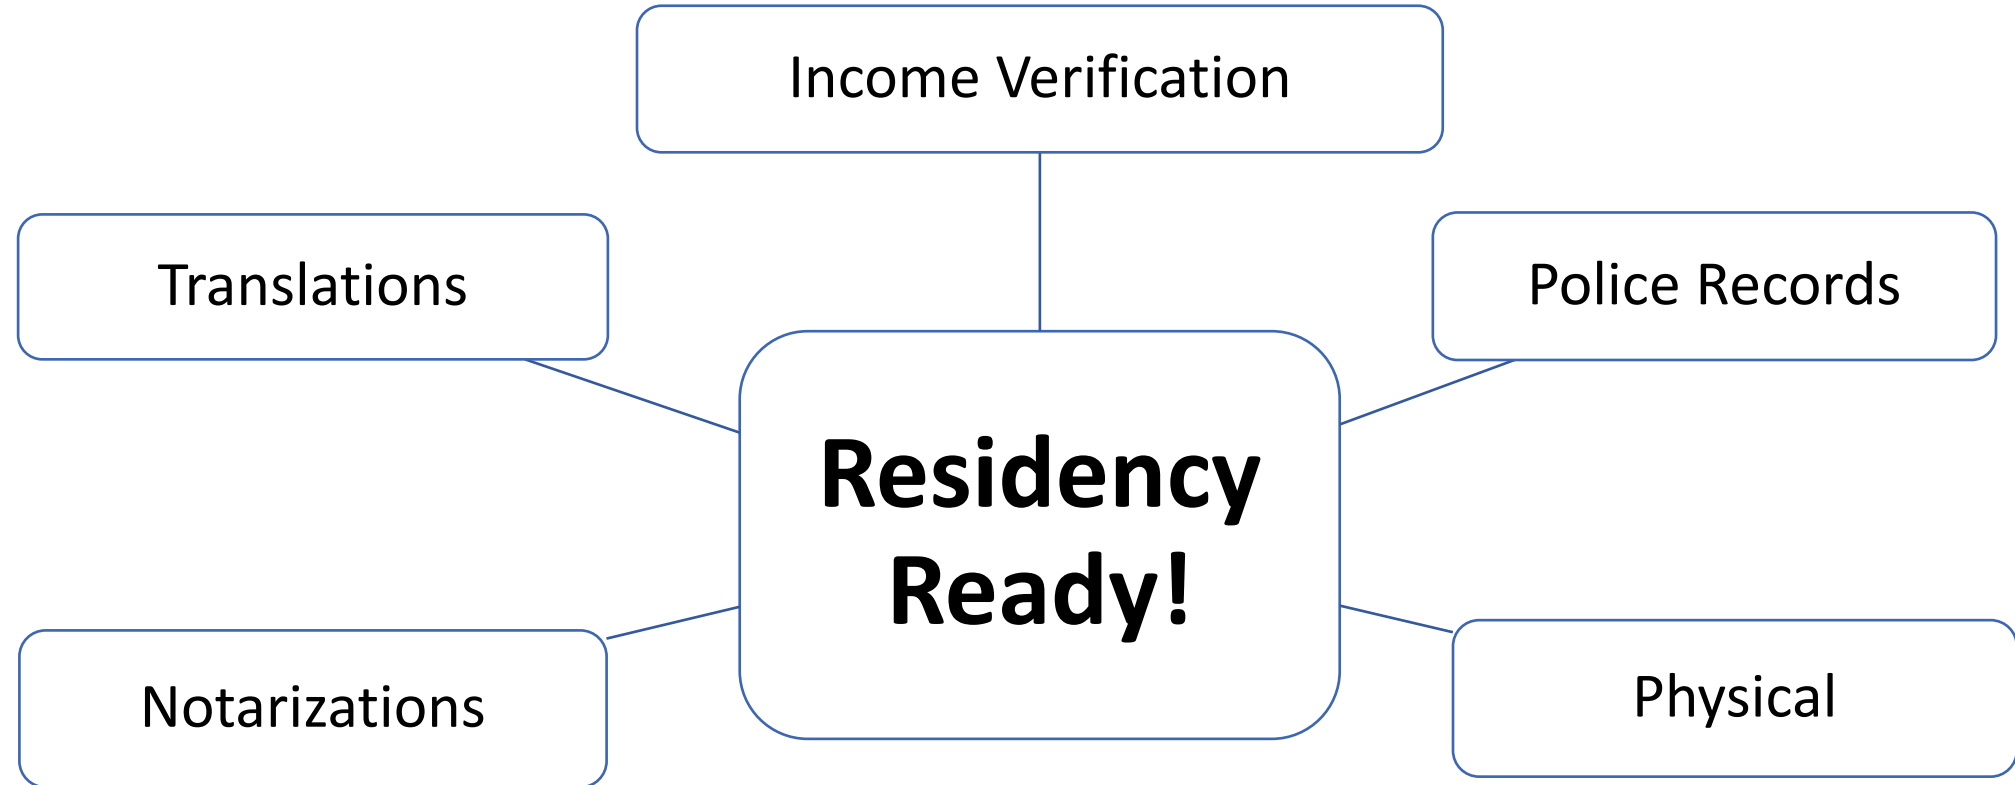 Income Verification
Translations
Police Records
Residency
Ready!
Notarizations
Physical